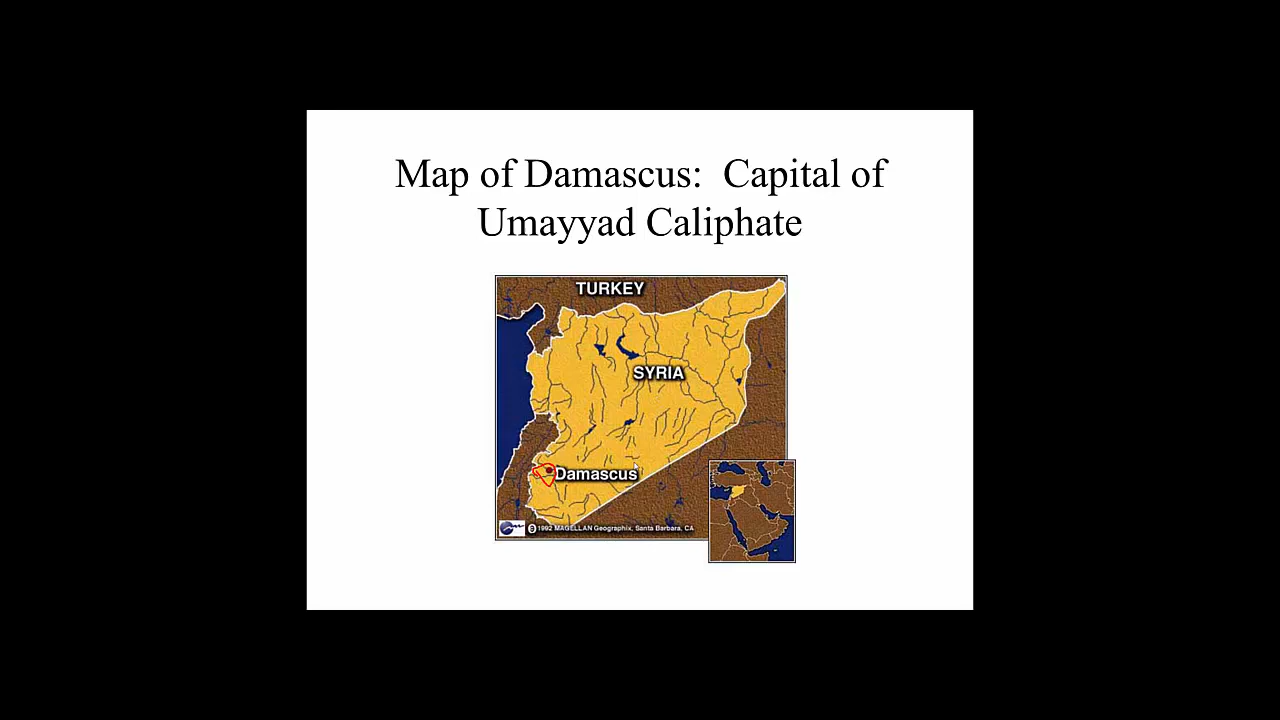 Map of Damascus:  Capital of
Umayyad Caliphate
TURKEY
SYRIA
Damascus
© 1992 MAGELLAN Geographix, Santa Barbara, CA